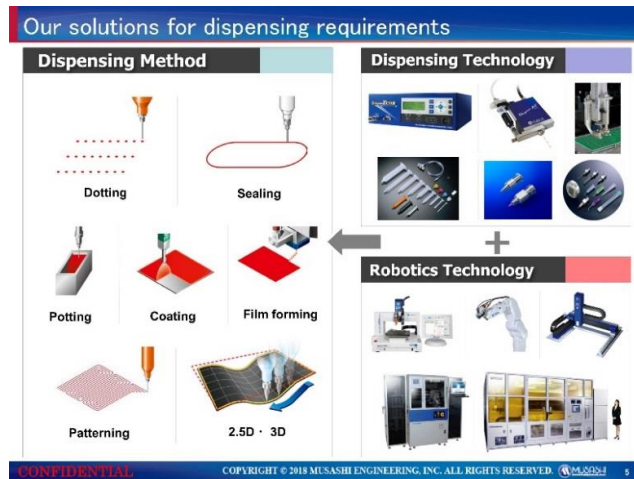 Our solutions for dispensing requirements
Dispensing Method
Dotting
Sealing
Potting
Coating
Film forming
Patterning
2.5D・ 3D
Dispensing Technology
+
Robotics Technology
CONFIDENTIAL
COPYRIGHT © 2018 MUSASHI ENGINEERING, INC. ALL RIGHTS RESERVED.
MUSASHI
5